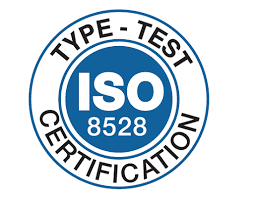 TYPE - TEST
ISO
8528
CERTIFICATION